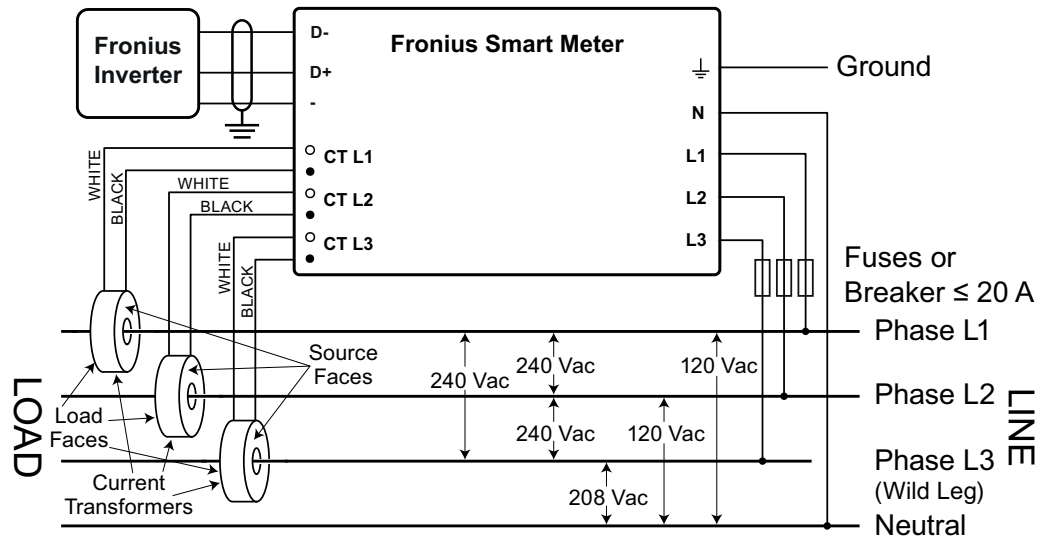 Fronius
Inverter
D-
D+
-
Fronius Smart Meter
Ground
N
L1
L2
L3
CT L1
CT L2
CT L3
WHITE
BLACK
WHITE
BLACK
WHITE
BLACK
Fuses or
Breaker ≤ 20 A
Phase L1
Source
Faces
240 Vac
240 Vac
120 Vac
Phase L2
LOAD
LINE
Load
Faces
240 Vac
120 Vac
Phase L3
(Wild Leg)
Current
Transformers
208 Vac
Neutral